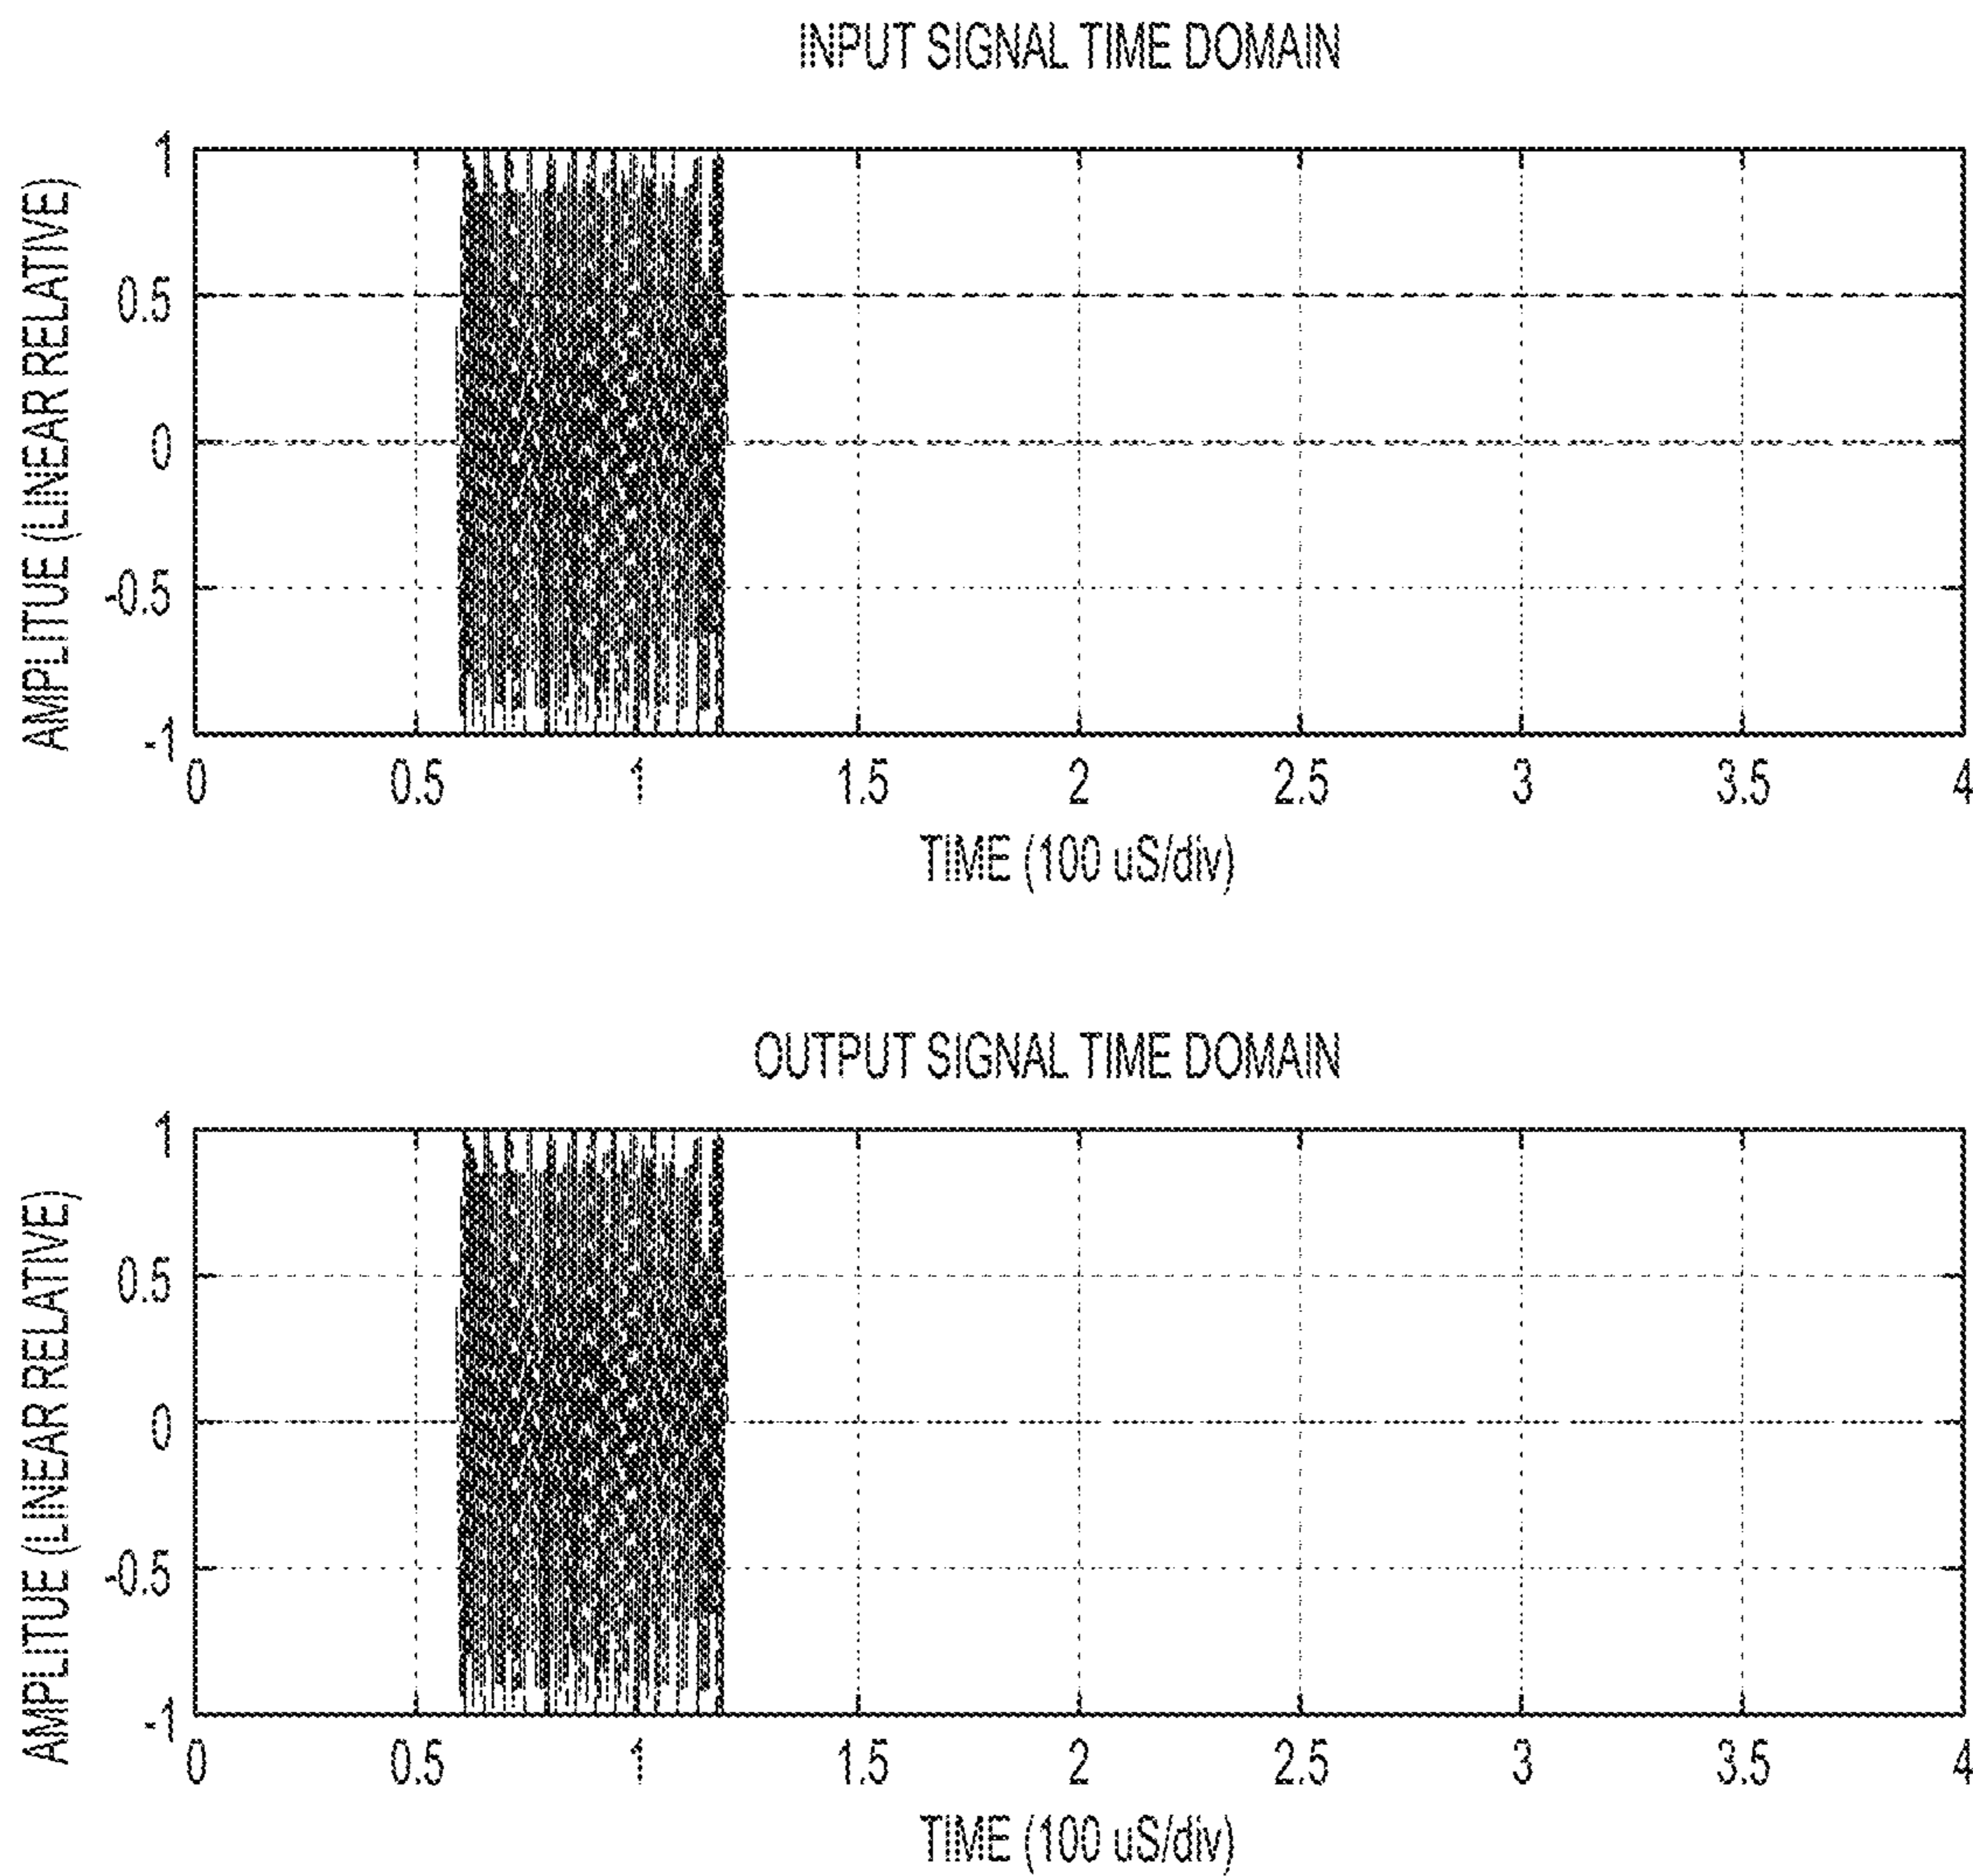 INPUT SIGNAL TIME DOMAIN
AMPLITUE (LINEAR RELATIVE)
1
0.5
0
-0.5
-1
0 0.5 1 1.5 2 2.5 3 3.5 4
TIME (100 uS/div)
OUTPUT SIGNAL TIME DOMAIN
AMPLITUE (LINEAR RELATIVE)
1
0.5
0
-0.5
-1
0 0.5 1 1.5 2 2.5 3 3.5 4
TIME (100 uS/div)